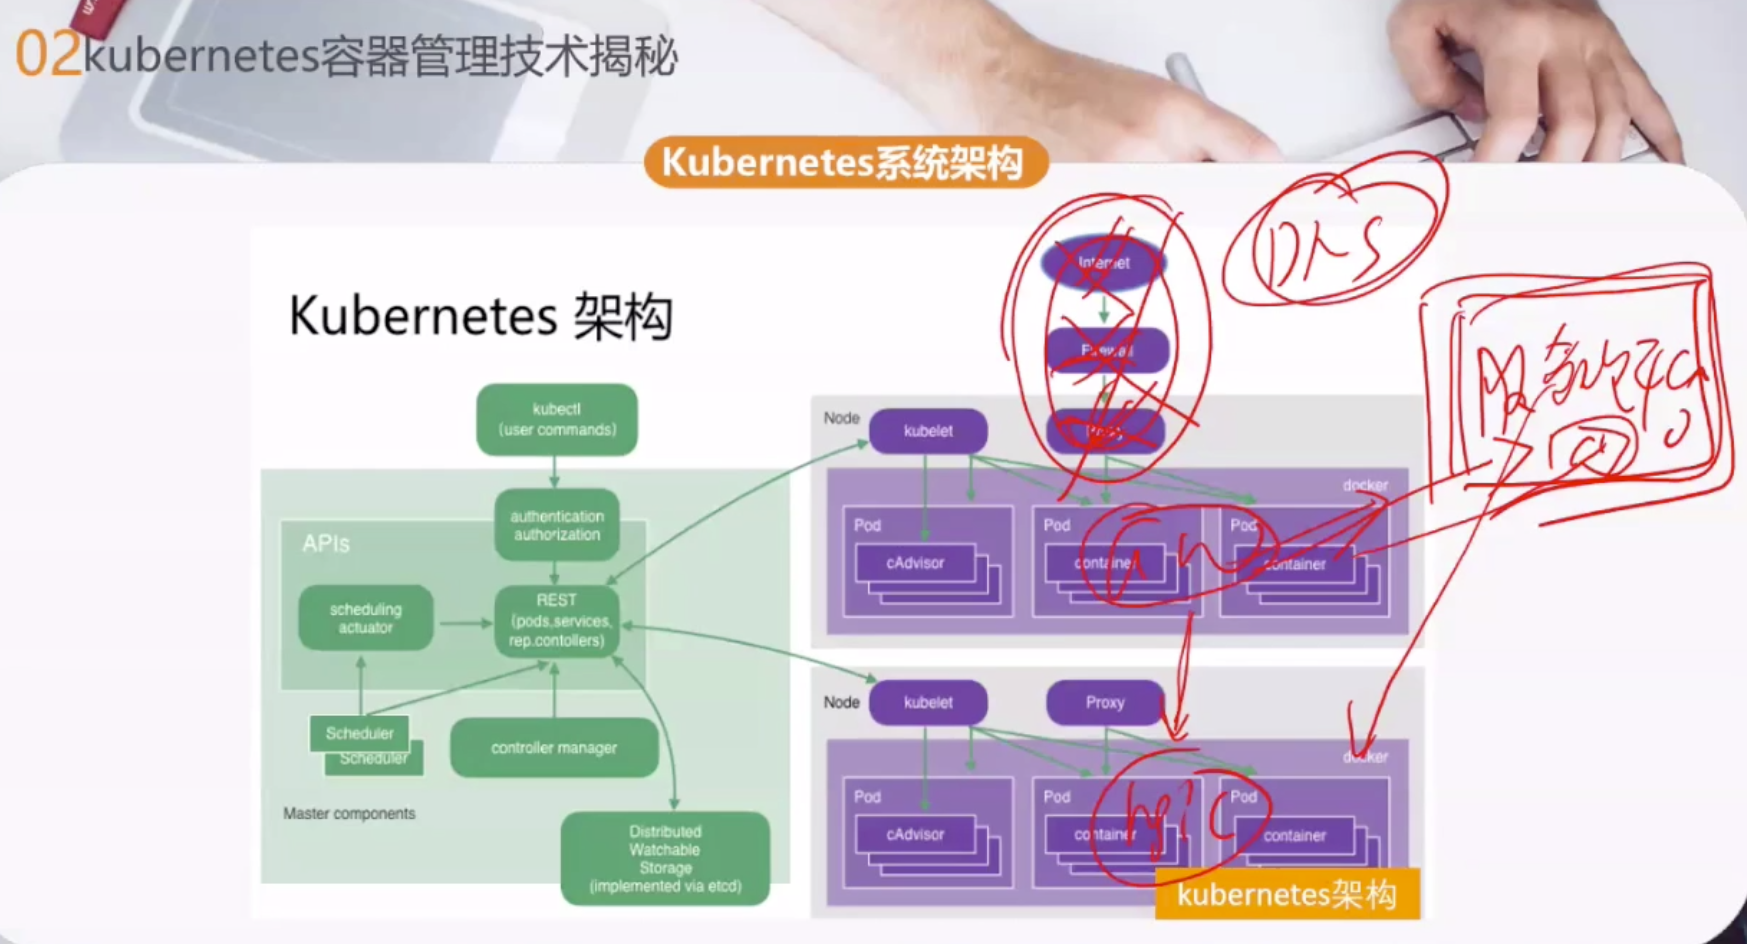 02kubernetes容器管理技术揭秘
Kubernetes系统架构
Kubernetes 架构
kubectl
(user commands)
authentication
authorization
APIs
scheduling
actuator
REST
(pods,services,
rep.contollers)
Scheduler
Scheduler
controller manager
Master components
Distributed
Watchable
Storage
(implemented via etcd)
Internet
Firewall
Node
kubelet
docker
Pod
cAdvisor
Pod
container
Pod
container
Node
kubelet
Proxy
docker
Pod
cAdvisor
Pod
container
Pod
container
kubernetes架构
DNS